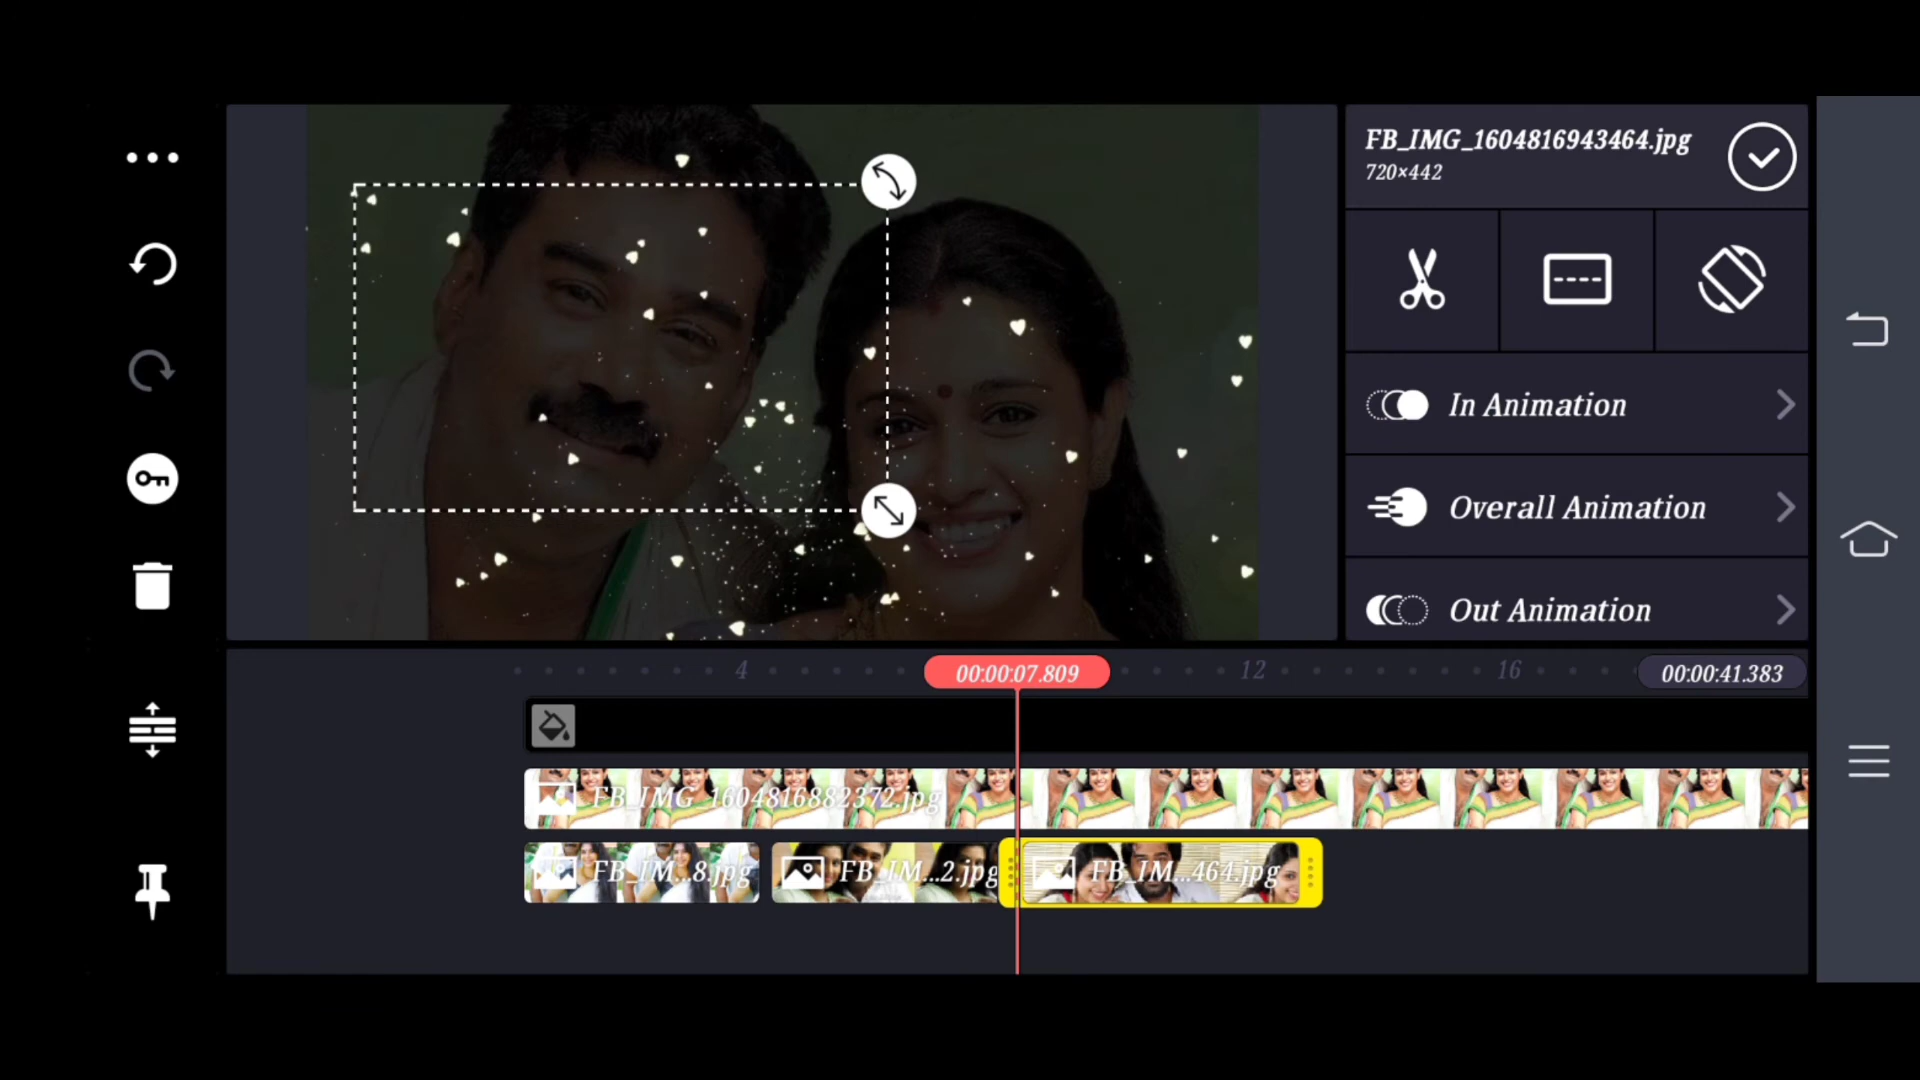 FB_IMG_1604816943464.jpg
720×442
In Animation
Overall Animation
Out Animation
4
00:00:07.809
12
16
00:00:41.383
FB_IMG_1604816882372.jpg
FB_IM...8.jpg
FB_IM...2.jpg
FB_IM...464.jpg